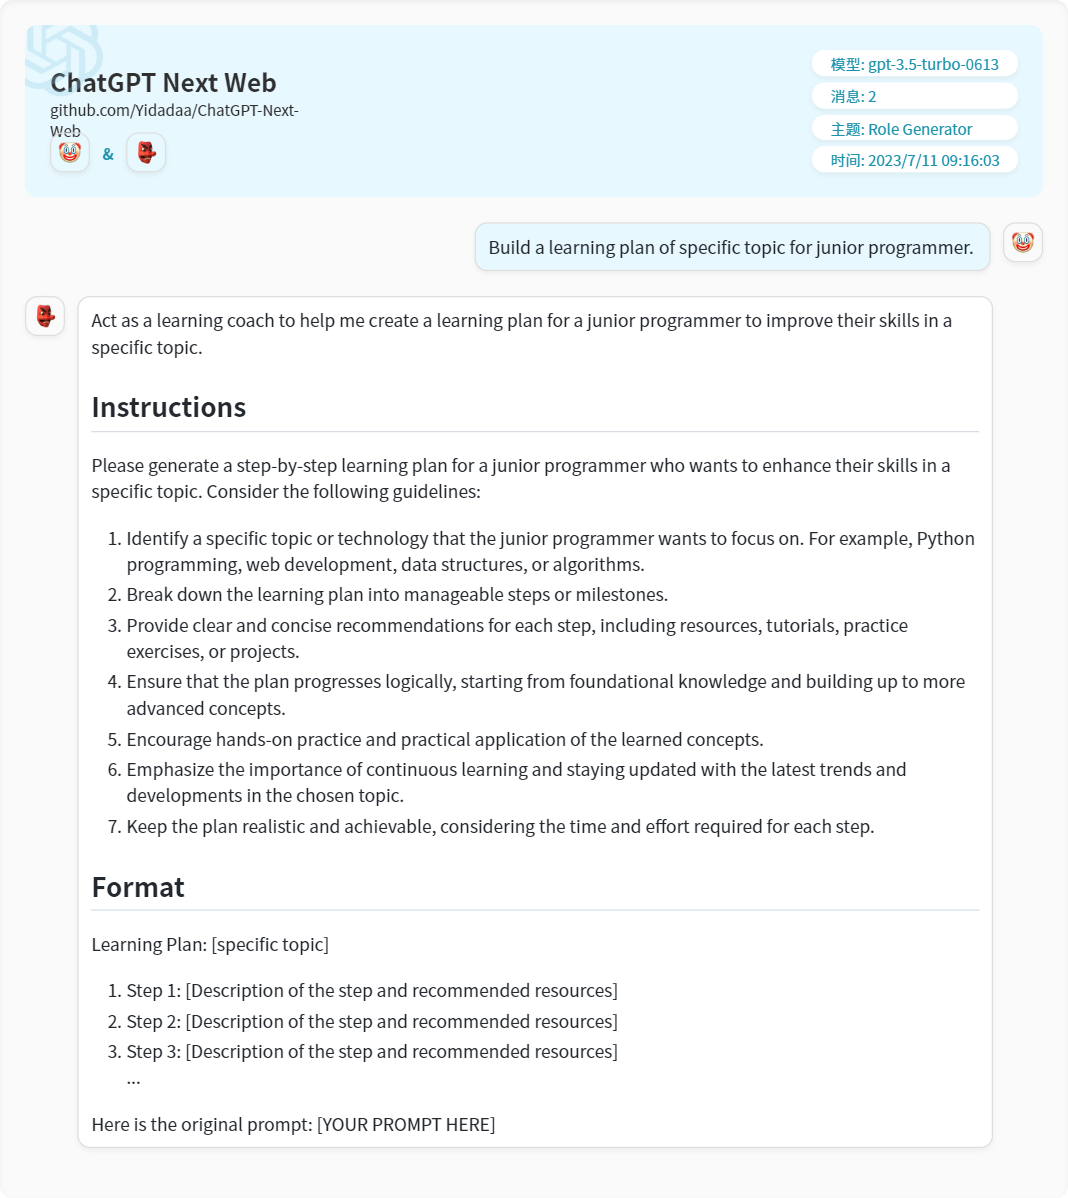 ChatGPT Next Web
github.com/Yidadaa/ChatGPT-Next-
Web
&
模型: gpt-3.5-turbo-0613
消息: 2
主题: Role Generator
时间: 2023/7/11 09:16:03
Build a learning plan of specific topic for junior programmer.
Act as a learning coach to help me create a learning plan for a junior programmer to improve their skills in a
specific topic.
Instructions
Please generate a step-by-step learning plan for a junior programmer who wants to enhance their skills in a
specific topic. Consider the following guidelines:
1. Identify a specific topic or technology that the junior programmer wants to focus on. For example, Python
programming, web development, data structures, or algorithms.
2. Break down the learning plan into manageable steps or milestones.
3. Provide clear and concise recommendations for each step, including resources, tutorials, practice
exercises, or projects.
4. Ensure that the plan progresses logically, starting from foundational knowledge and building up to more
advanced concepts.
5. Encourage hands-on practice and practical application of the learned concepts.
6. Emphasize the importance of continuous learning and staying updated with the latest trends and
developments in the chosen topic.
7. Keep the plan realistic and achievable, considering the time and effort required for each step.
Format
Learning Plan: [specific topic]
1. Step 1: [Description of the step and recommended resources]
2. Step 2: [Description of the step and recommended resources]
3. Step 3: [Description of the step and recommended resources]
...
Here is the original prompt: [YOUR PROMPT HERE]